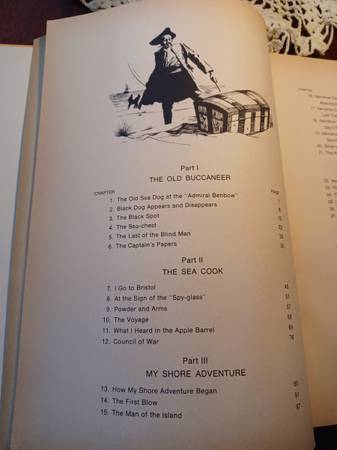 Part I
THE OLD BUCCANEER
CHAPTER PAGE
1. The Old Sea Dog at the "Admiral Benbow" 1
2. Black Dog Appears and Disappears 8
3. The Black Spot
4. The Sea-chest
5. The Last of the Blind Man
6. The Captain's Papers
Part II
THE SEA COOK
7. I Go to Bristol 45
8. At the Sign of the "Spy-glass" 51
9. Powder and Arms 57
10. The Voyage
11. What I Heard in the Apple Barrel
12. Council of War
Part III
MY SHORE ADVENTURE
13. How My Shore Adventure Began 85
14. The First Blow 91
15. The Man of the Island 97